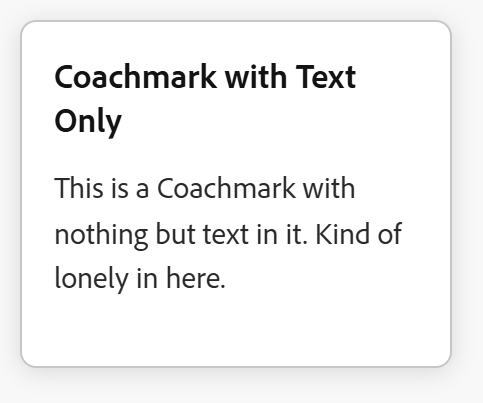 Coachmark with Text
Only
This is a Coachmark with
nothing but text in it. Kind of
lonely in here.